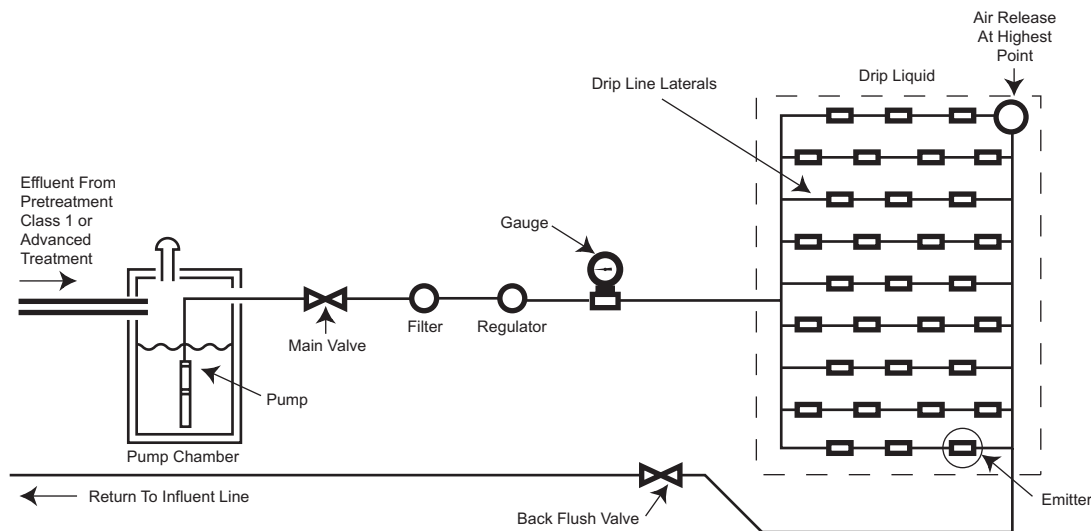 Air Release
At Highest
Point
Drip Liquid
Drip Line Laterals
Effluent From
Pretreatment
Class 1 or
Advanced
Treatment
Gauge
Filter
Regulator
Main Valve
Pump
Pump Chamber
Return To Influent Line
Back Flush Valve
Emitter